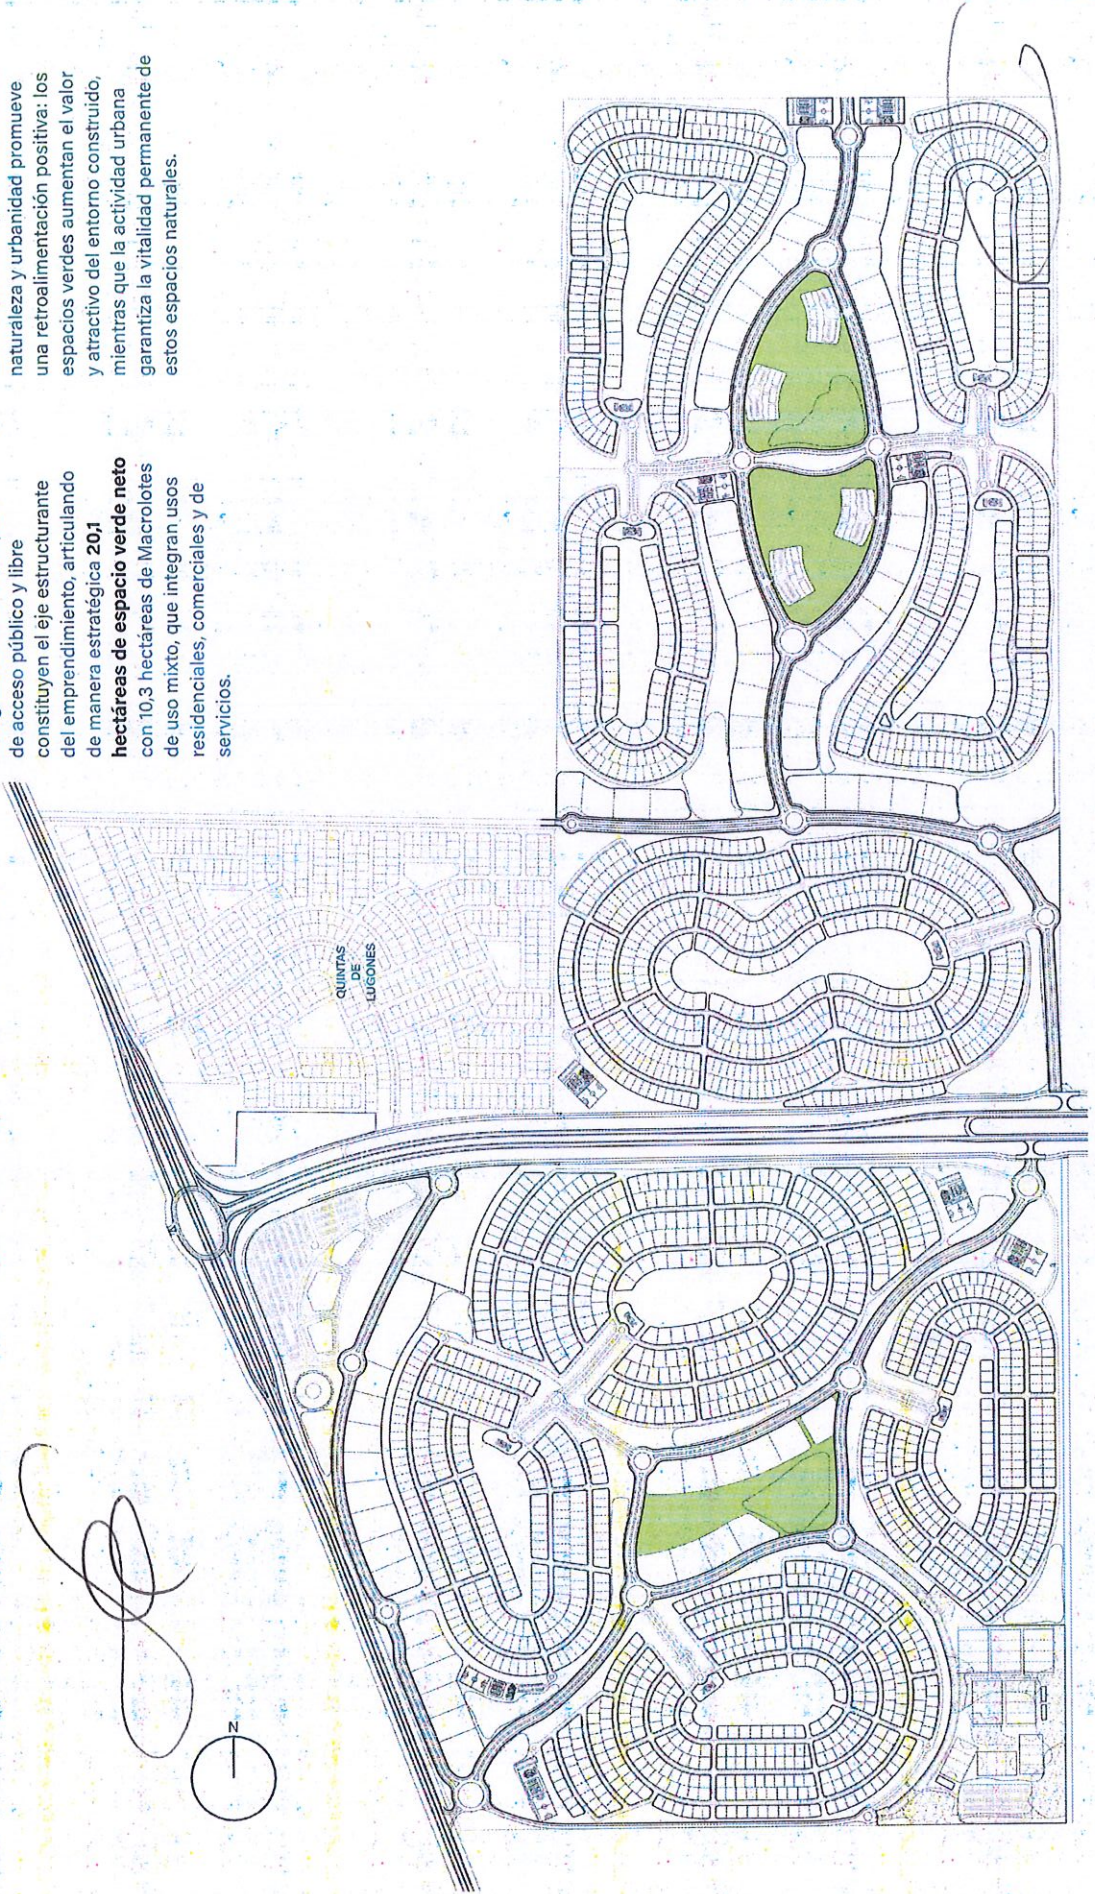 de acceso público y libre
constituyen el eje estructurante
del emprendimiento, articulando
de manera estratégica 20,1
hectáreas de espacio verde neto
con 10,3 hectáreas de Macrolotes
de uso mixto, que integran usos
residenciales, comerciales y de
servicios.
naturaleza y urbanidad promueve
una retroalimentación positiva: los
espacios verdes aumentan el valor
y atractivo del entorno construido,
mientras que la actividad urbana
garantiza la vitalidad permanente de
estos espacios naturales.
QUINTAS
DE
LUGONES
N